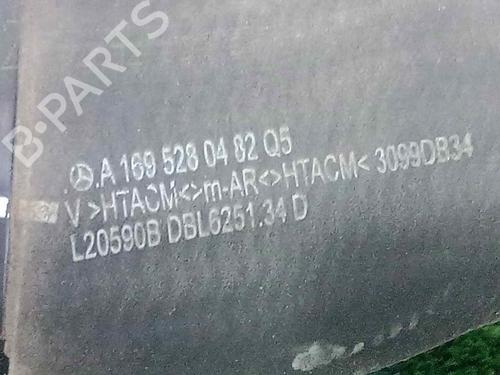 B-PARTS
A 169 528 04 82 Q5
V >HTACM<>m-AR<>HTACM< 3099DB34
L20590B DBL6251.34 D